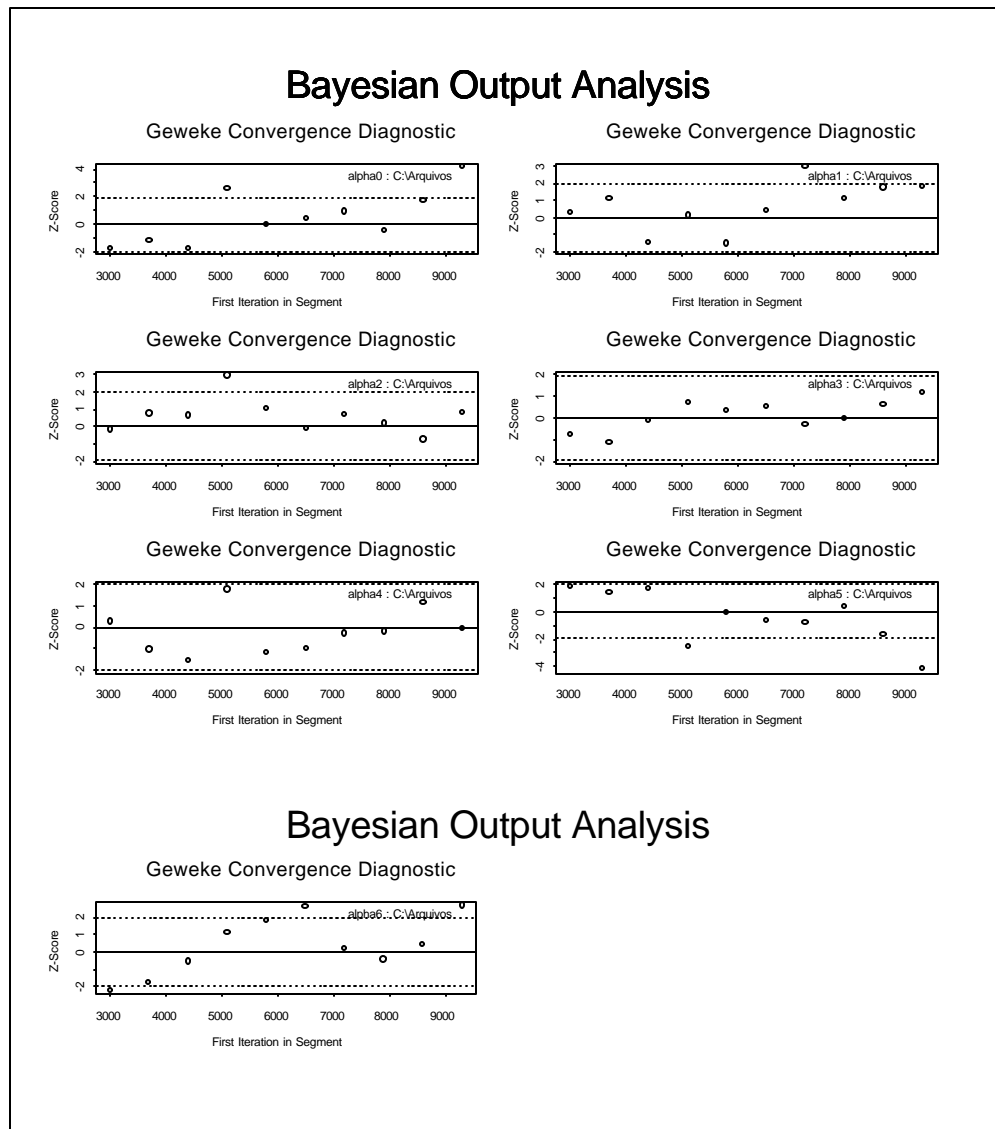 Bayesian Output Analysis
Geweke Convergence Diagnostic
Z-Score
4
2
0
-2
alpha0 : C:\Arquivos
3000 4000 5000 6000 7000 8000 9000
First Iteration in Segment
Geweke Convergence Diagnostic
Z-Score
3
2
1
0
-2
alpha1 : C:\Arquivos
3000 4000 5000 6000 7000 8000 9000
First Iteration in Segment
Geweke Convergence Diagnostic
Z-Score
3
2
1
0
-2
alpha2 : C:\Arquivos
3000 4000 5000 6000 7000 8000 9000
First Iteration in Segment
Geweke Convergence Diagnostic
Z-Score
2
1
0
-2
alpha3 : C:\Arquivos
3000 4000 5000 6000 7000 8000 9000
First Iteration in Segment
Geweke Convergence Diagnostic
Z-Score
2
1
0
-2
alpha4 : C:\Arquivos
3000 4000 5000 6000 7000 8000 9000
First Iteration in Segment
Geweke Convergence Diagnostic
Z-Score
2
0
-2
-4
alpha5 : C:\Arquivos
3000 4000 5000 6000 7000 8000 9000
First Iteration in Segment
Bayesian Output Analysis
Geweke Convergence Diagnostic
Z-Score
2
1
0
-2
alpha6 : C:\Arquivos
3000 4000 5000 6000 7000 8000 9000
First Iteration in Segment